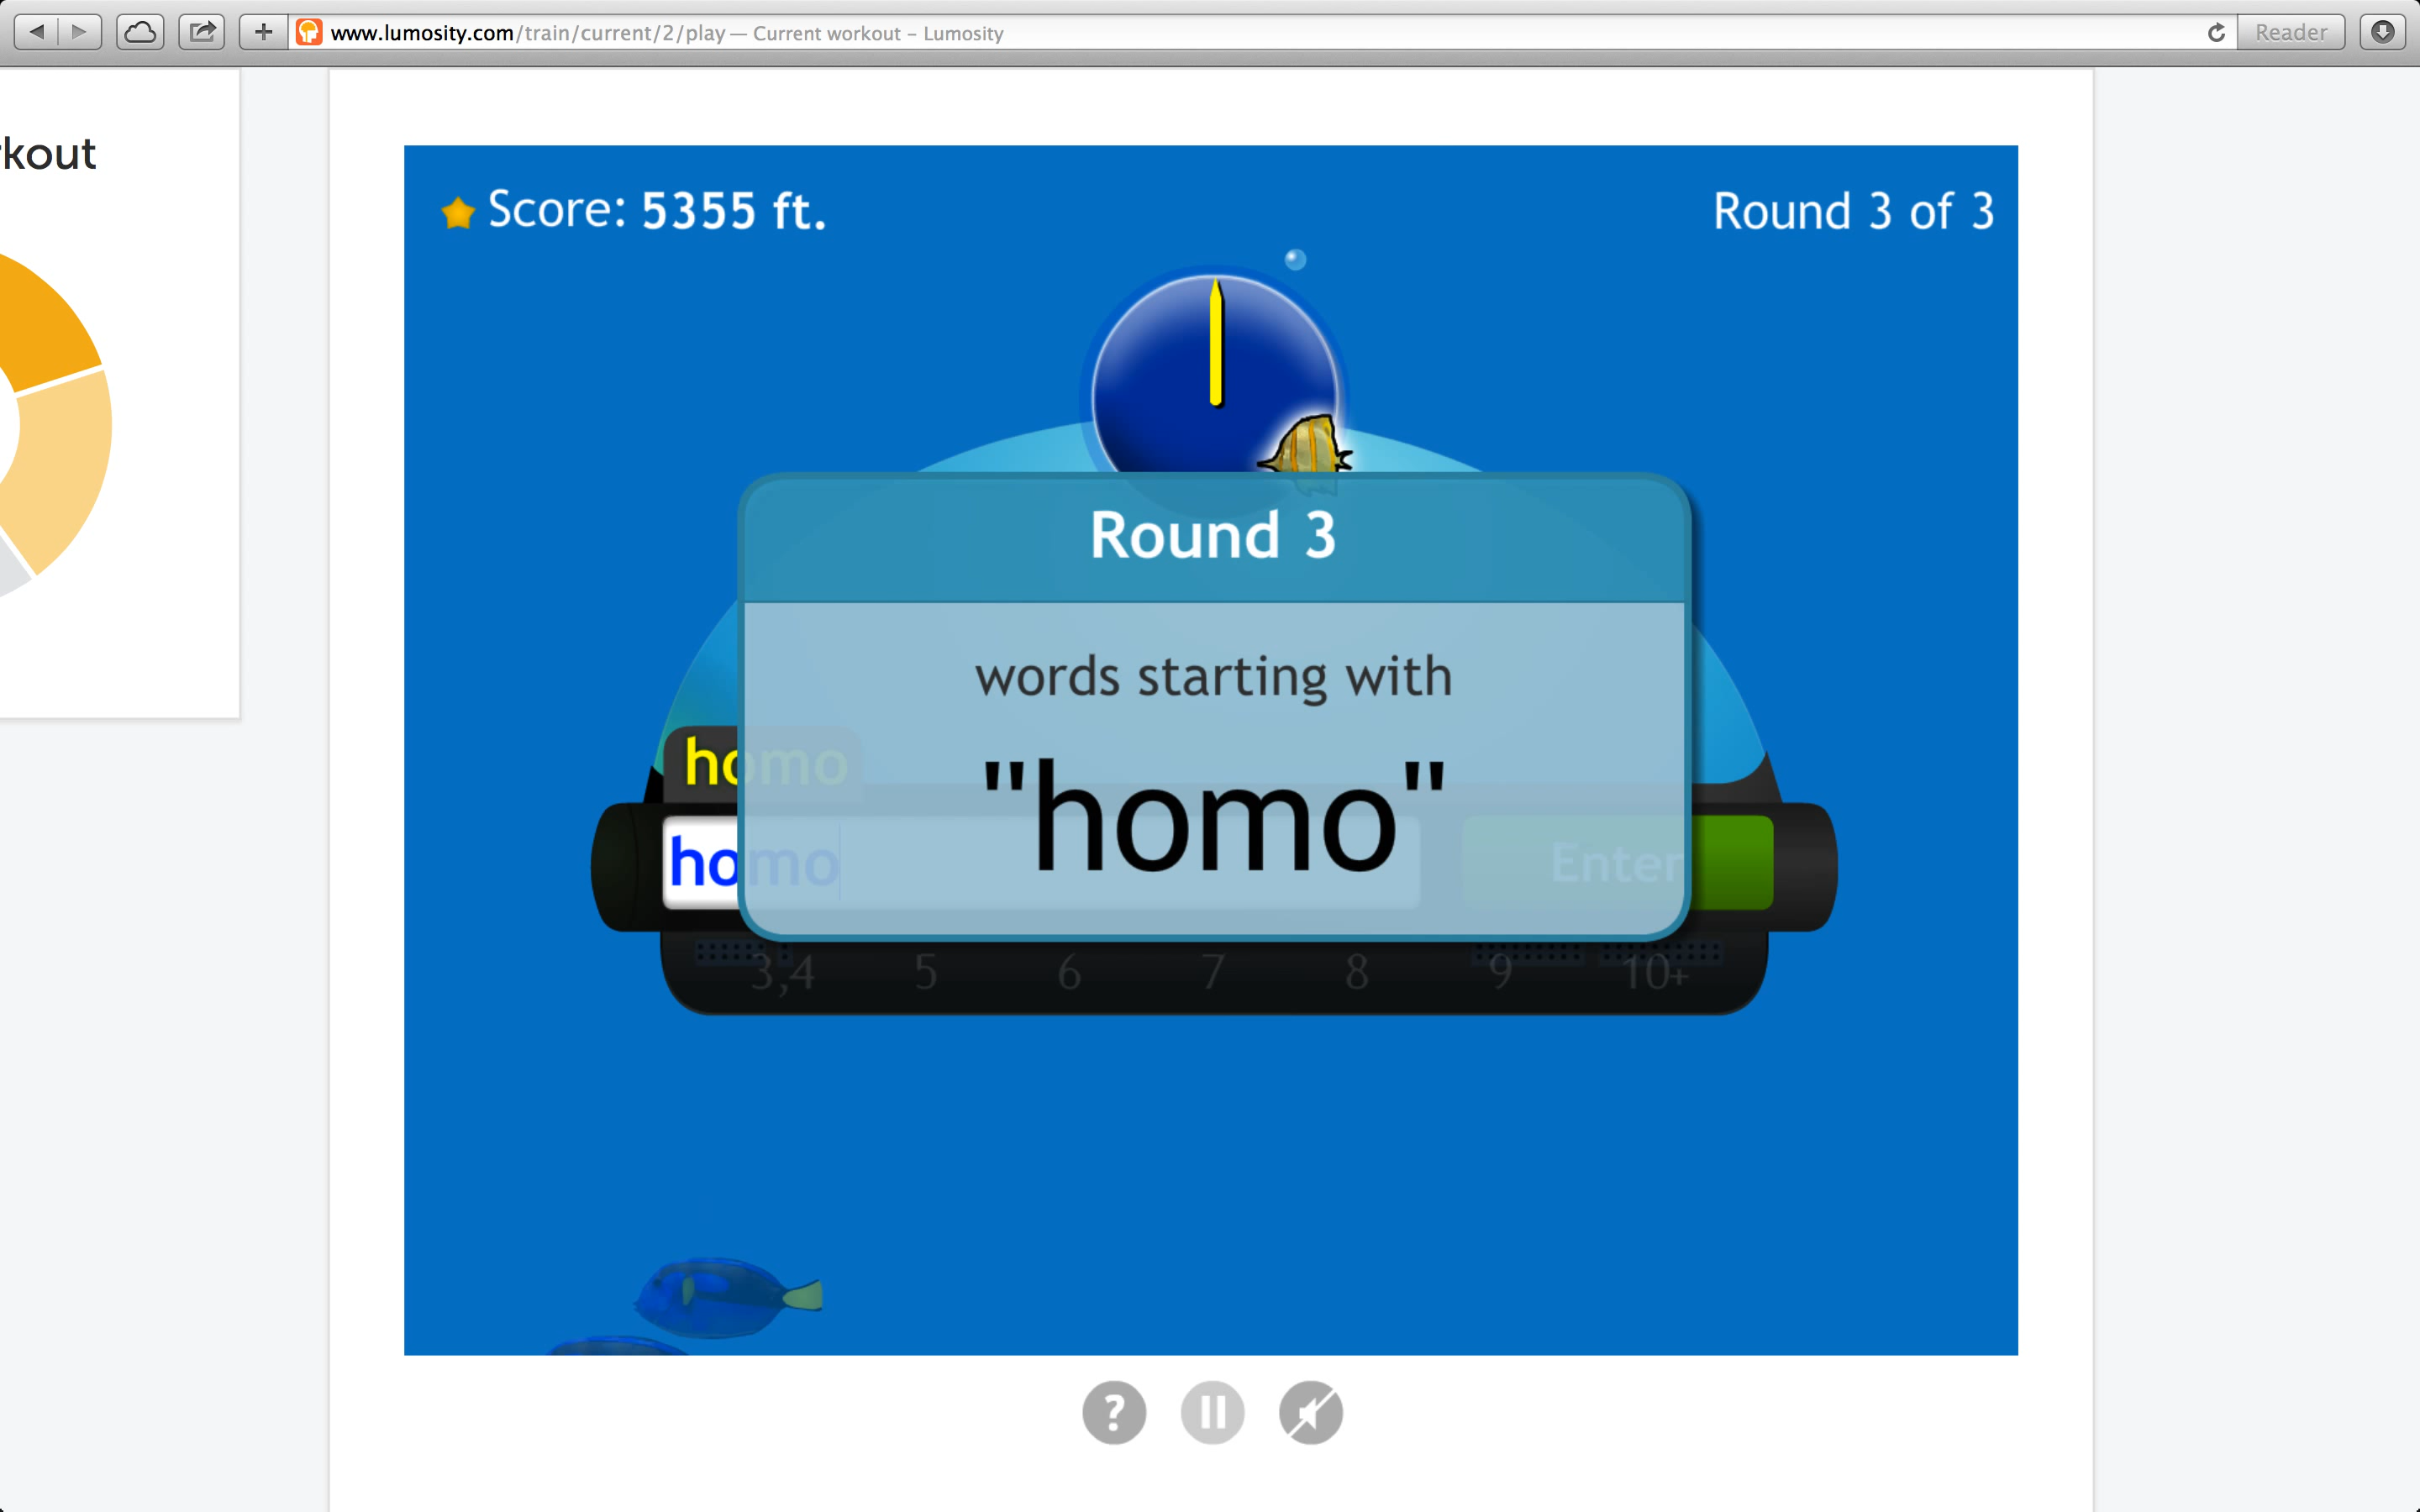 www.lumosity.com/train/current/2/play — Current workout – Lumosity
Reader
kout
Score: 5355 ft.
Round 3 of 3
Round 3
words starting with
"homo"
homo
homo
Enter
3,4 5 6 7 8 9 10+
?